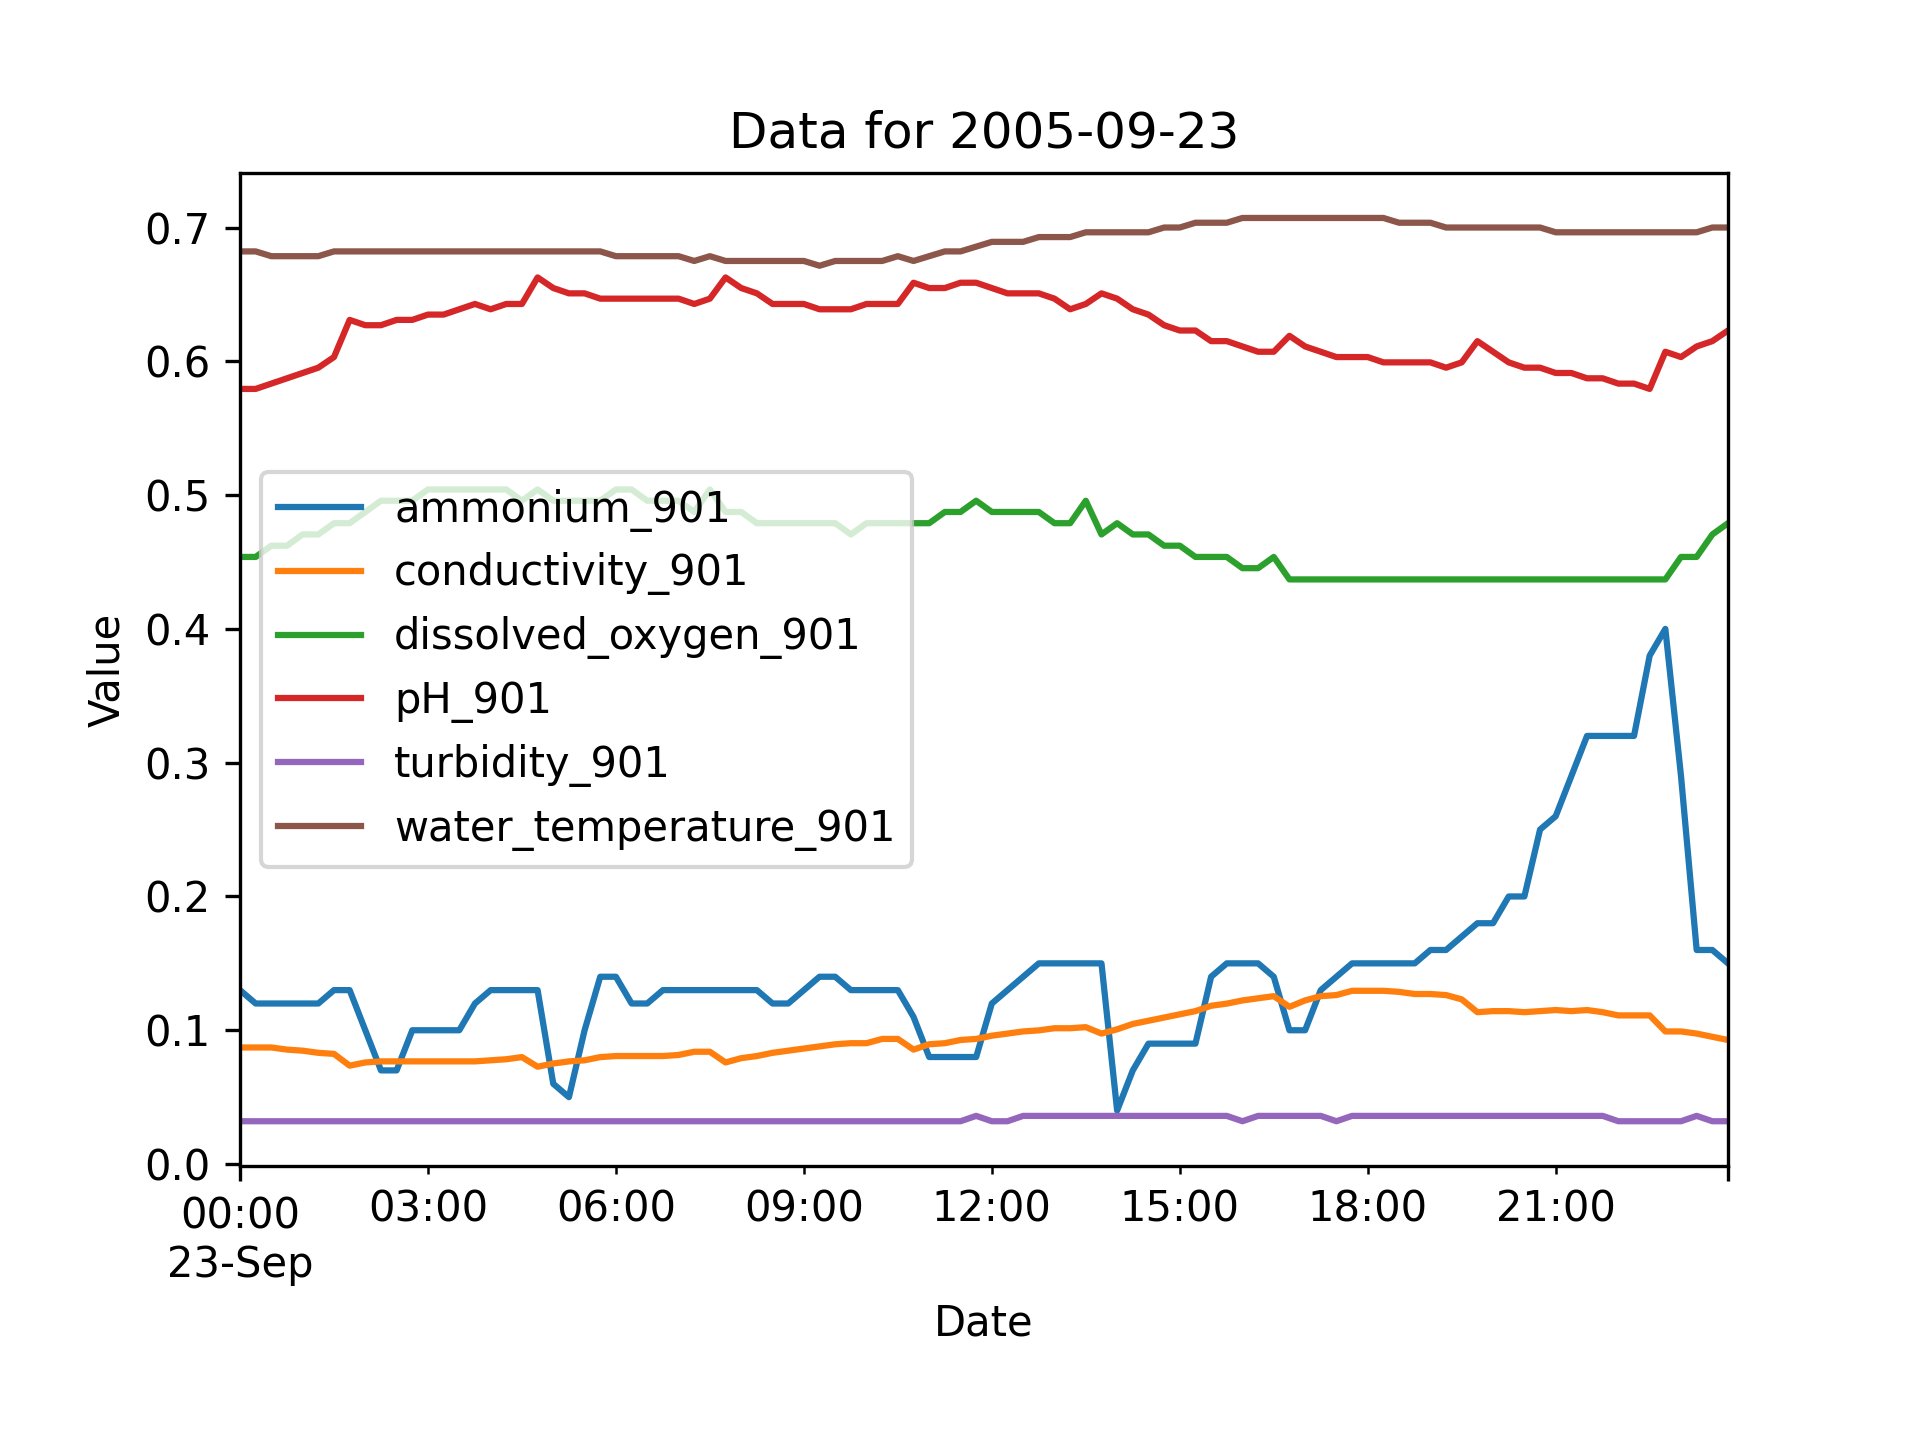 Data for 2005-09-23
0.7
0.6
0.5
0.4
0.3
0.2
0.1
0.0
Value
ammonium_901
conductivity_901
dissolved_oxygen_901
pH_901
turbidity_901
water_temperature_901
00:00 03:00 06:00 09:00 12:00 15:00 18:00 21:00
23-Sep
Date